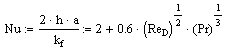 Nu := (2·h·a)/k_f := 2 + 0.6·(Re_D)^(1/2)·(Pr)^(1/3)